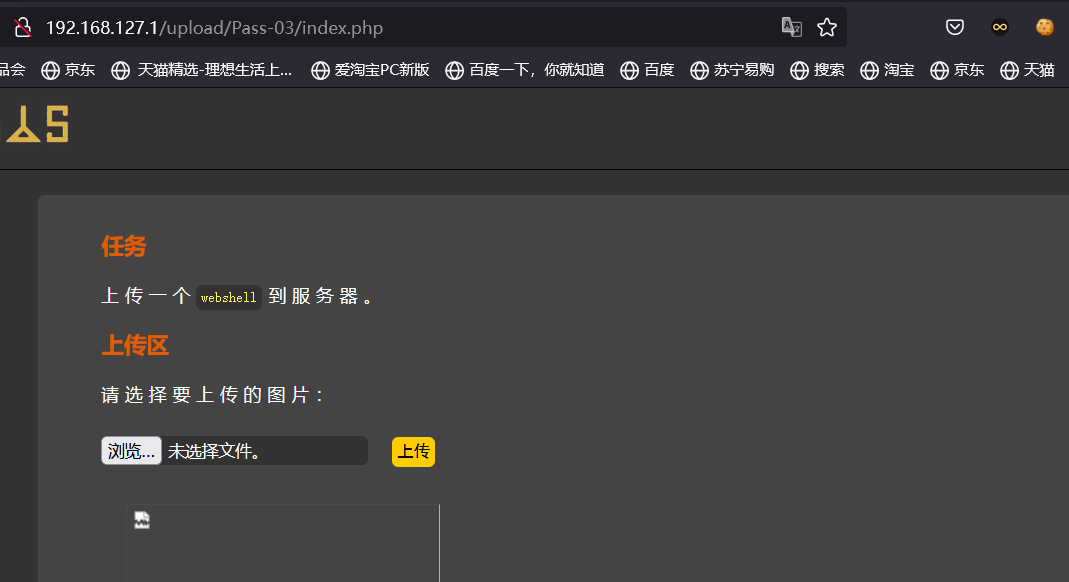 192.168.127.1/upload/Pass-03/index.php
品会 京东 天猫精选-理想生活上... 爱淘宝PC新版 百度一下，你就知道 百度 苏宁易购 搜索 淘宝 京东 天猫
任务
上传一个 webshell 到服务器。
上传区
请选择要上传的图片：
浏览... 未选择文件。 上传